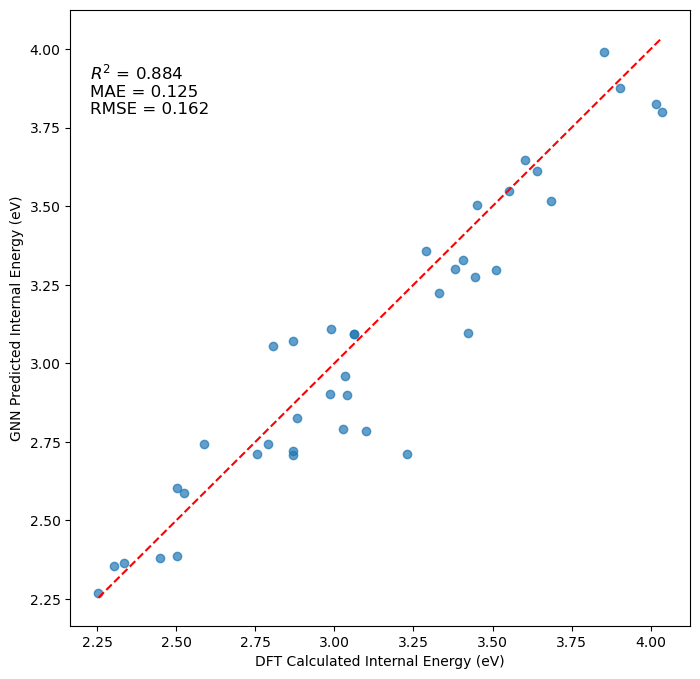 4.00
3.75
3.50
3.25
3.00
2.75
2.50
2.25
GNN Predicted Internal Energy (eV)
R² = 0.884
MAE = 0.125
RMSE = 0.162
2.25 2.50 2.75 3.00 3.25 3.50 3.75 4.00
DFT Calculated Internal Energy (eV)